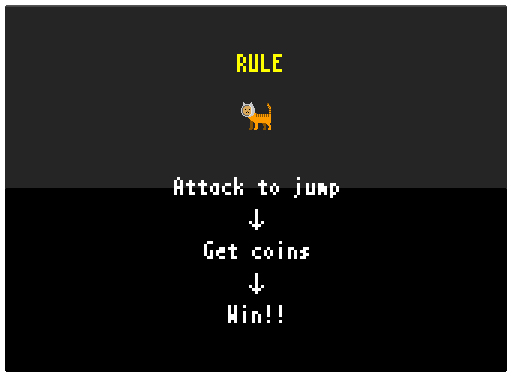 RULE
Attack to jump
↓
Get coins
↓
Win!!